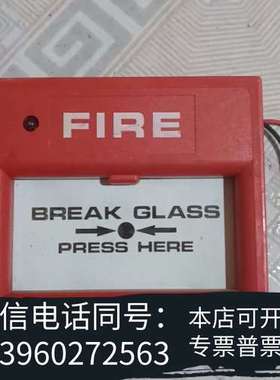 FIRE
BREAK GLASS
PRESS HERE
信电话同号：
3960272563
本店可开
专票普票